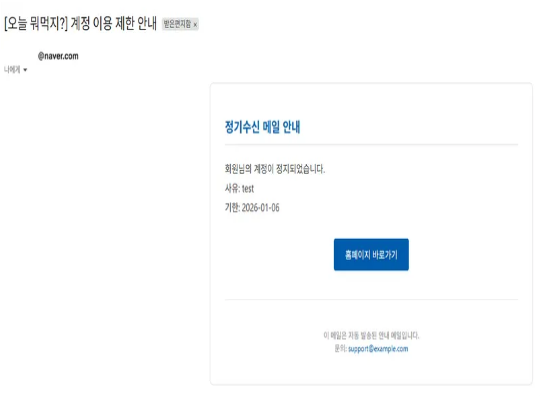 [오늘 뭐먹지?] 계정 이용 제한 안내 받은편지함 ×
@naver.com
나에게
정기수신 메일 안내
회원님의 계정이 정지되었습니다.
사유: test
기한: 2026-01-06
홈페이지 바로가기
이 메일은 자동 발송된 안내 메일입니다.
문의: support@example.com